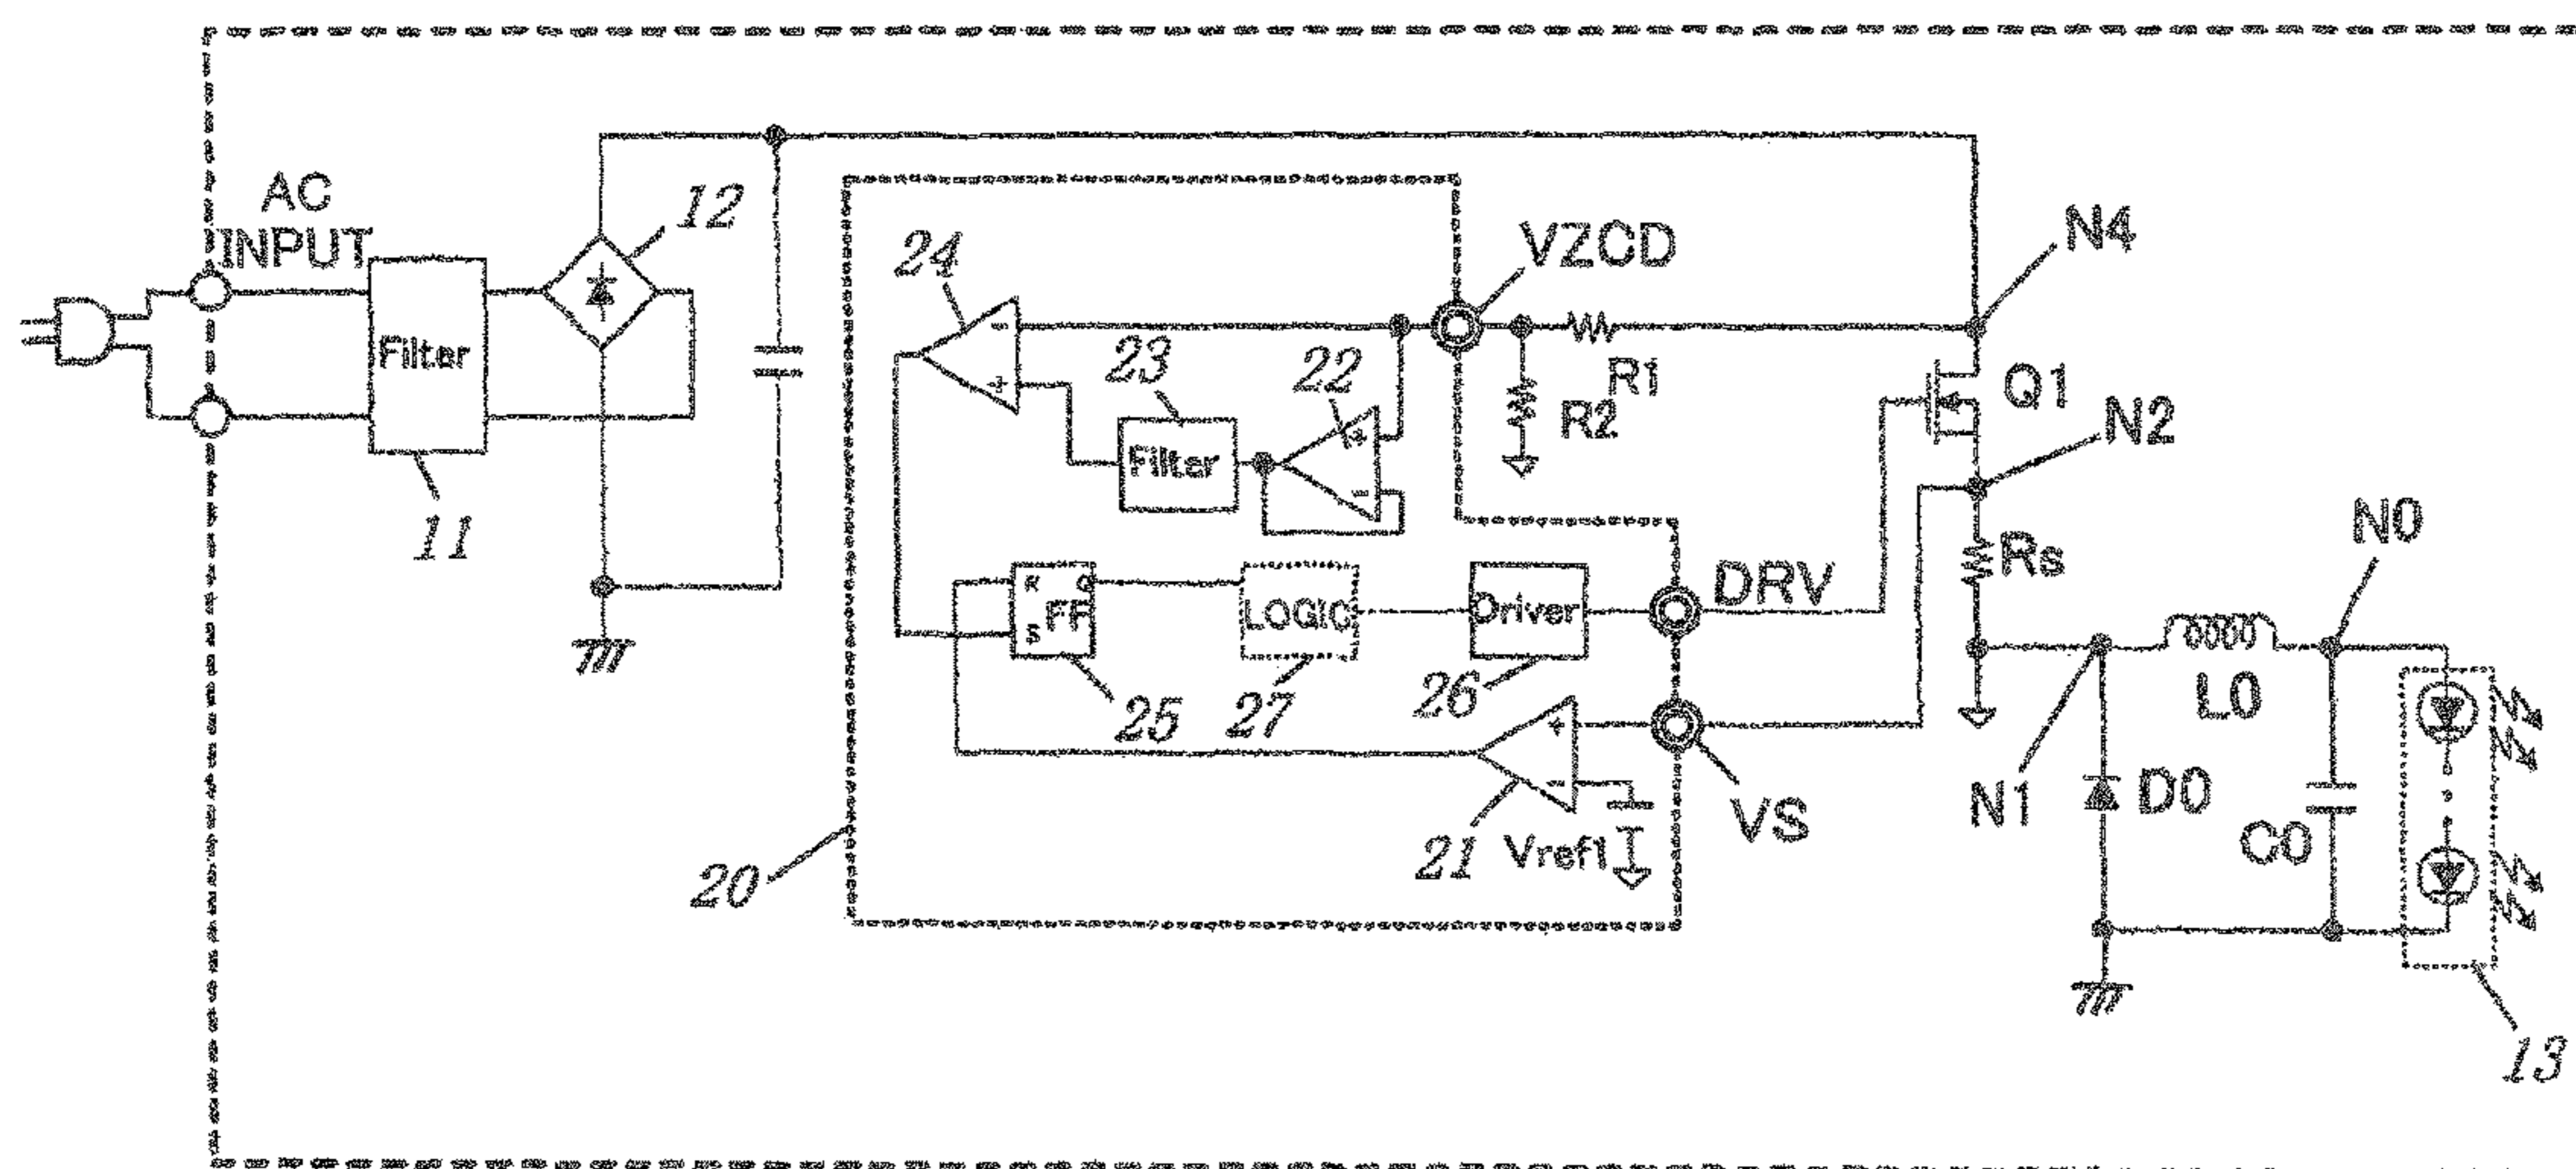 AC
INPUT
12
24
VZCD
N4
Filter
23
22
R1
R2
Q1
N2
Filter
11
N0
Rs
R Q
FF
S
LOGIC
Driver
DRV
L0
25
27
26
N1
D0
VS
C0
20
21
Vref1
13